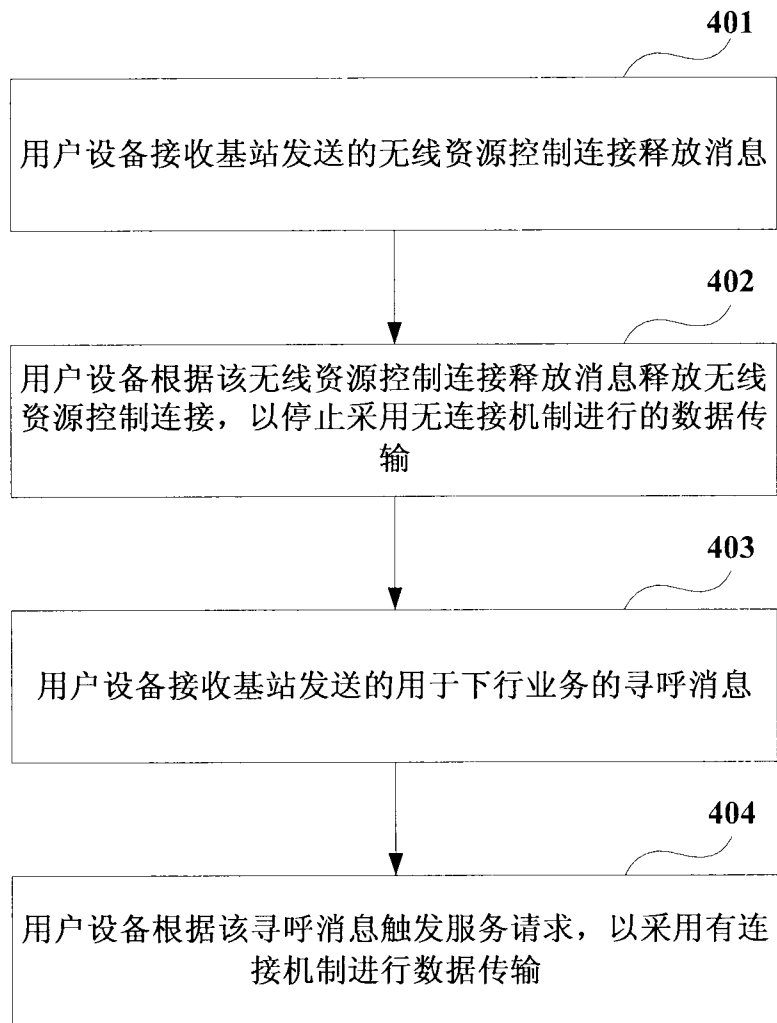 401
用户设备接收基站发送的无线资源控制连接释放消息
402
用户设备根据该无线资源控制连接释放消息释放无线
资源控制连接，以停止采用无连接机制进行的数据传
输
403
用户设备接收基站发送的用于下行业务的寻呼消息
404
用户设备根据该寻呼消息触发服务请求，以采用有连
接机制进行数据传输